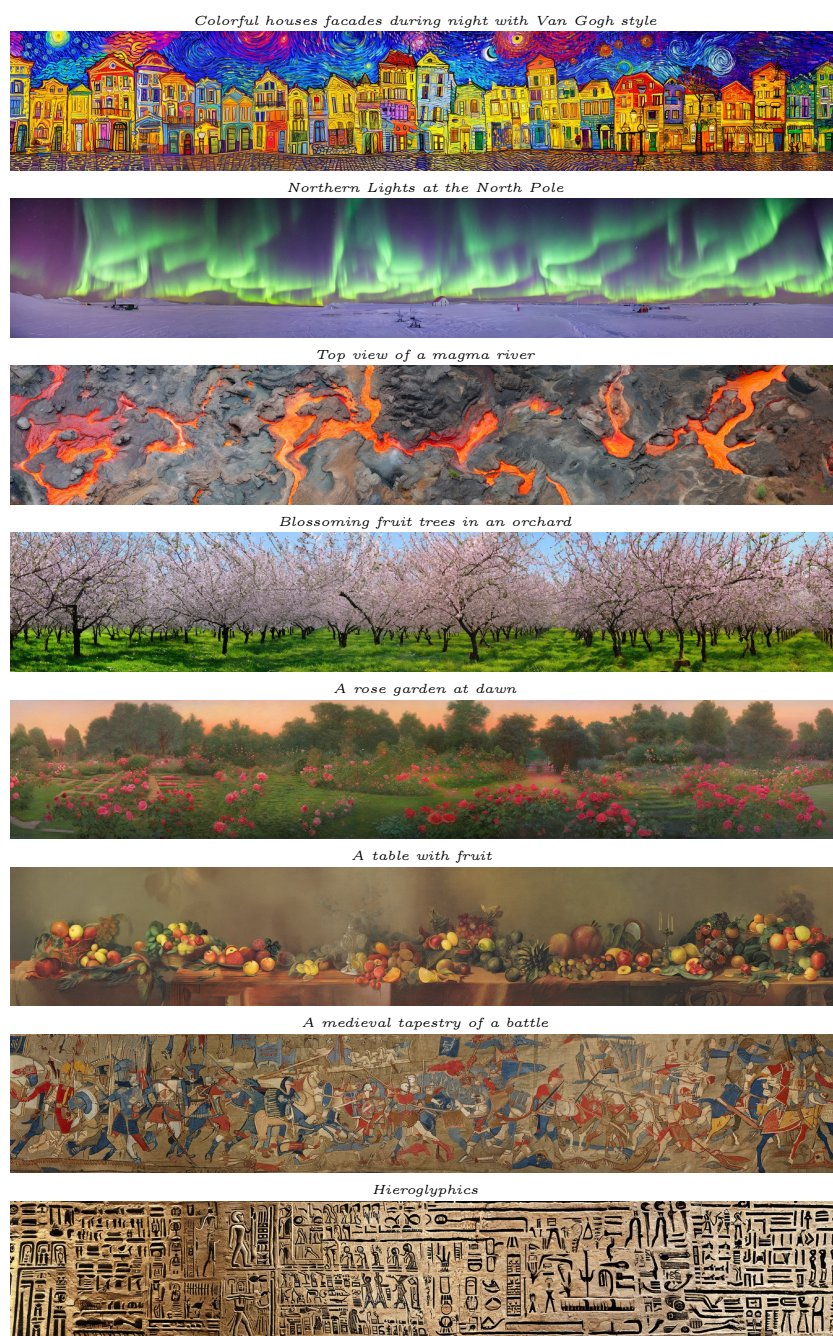 Colorful houses facades during night with Van Gogh style
Northern Lights at the North Pole
Top view of a magma river
Blossoming fruit trees in an orchard
A rose garden at dawn
A table with fruit
A medieval tapestry of a battle
Hieroglyphics